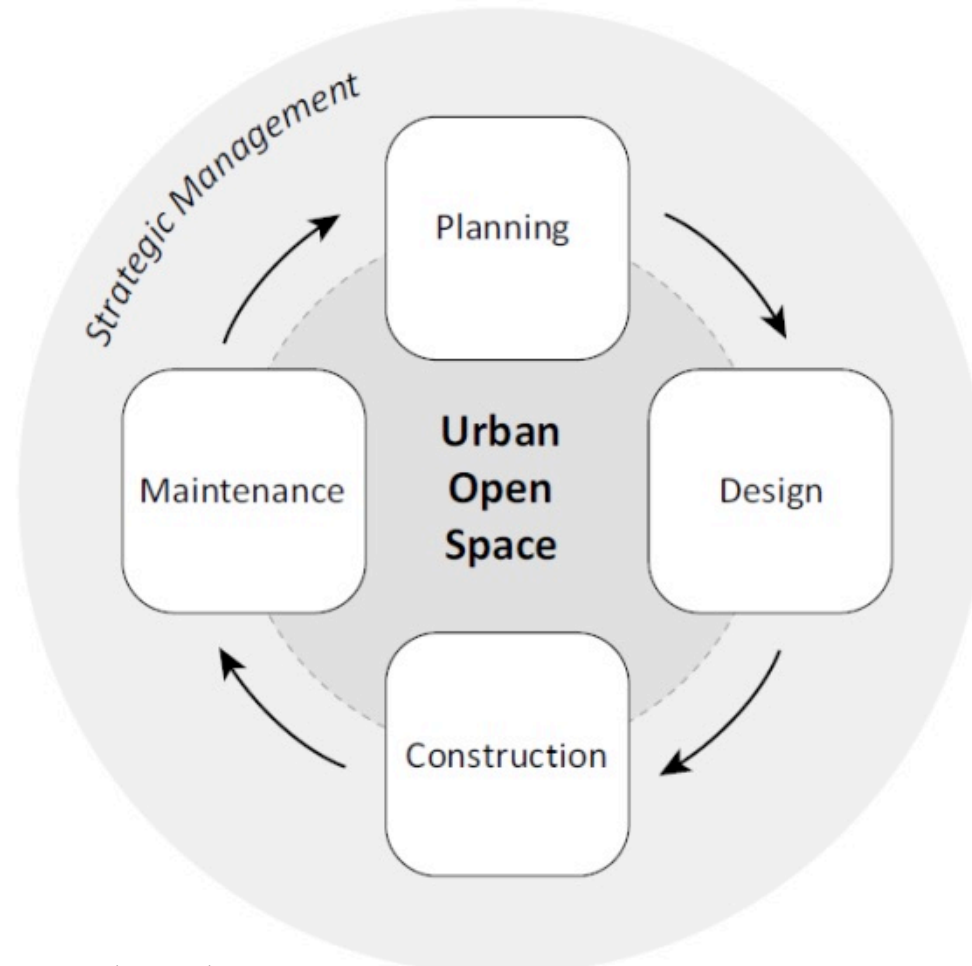 Strategic Management
Planning
Maintenance
Urban
Open
Space
Design
Construction